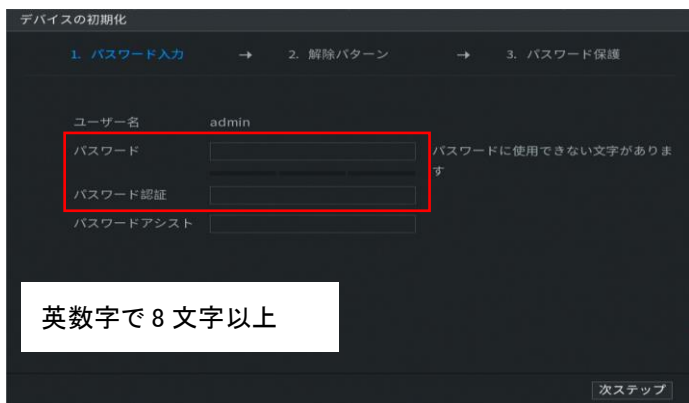 デバイスの初期化
1. パスワード入力 → 2. 解除パターン → 3. パスワード保護
ユーザー名 admin
パスワード パスワードに使用できない文字がありま
す
パスワード認証
パスワードアシスト
英数字で8文字以上
次ステップ